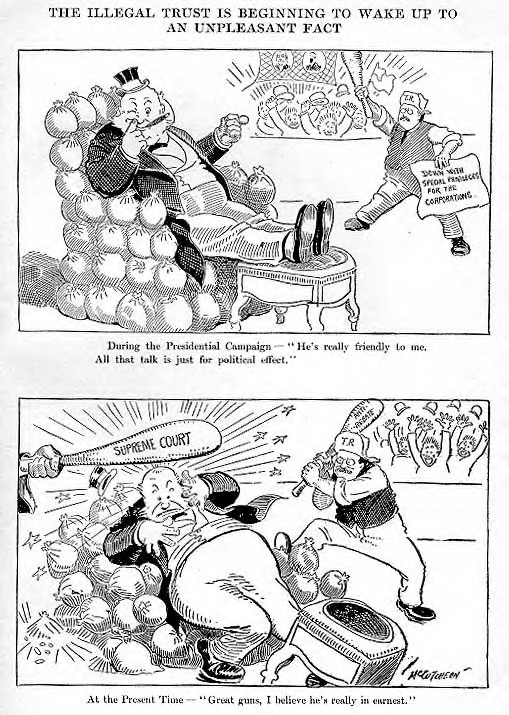 THE ILLEGAL TRUST IS BEGINNING TO WAKE UP TO
AN UNPLEASANT FACT
T.R.
DOWN WITH
SPECIAL PRIVILEGES
FOR THE
CORPORATIONS
During the Presidential Campaign — "He's really friendly to me.
All that talk is just for political effect."
SUPREME COURT
ANTI
REBATE
T.R.
McCUTCHEON
At the Present Time — "Great guns, I believe he's really in earnest."